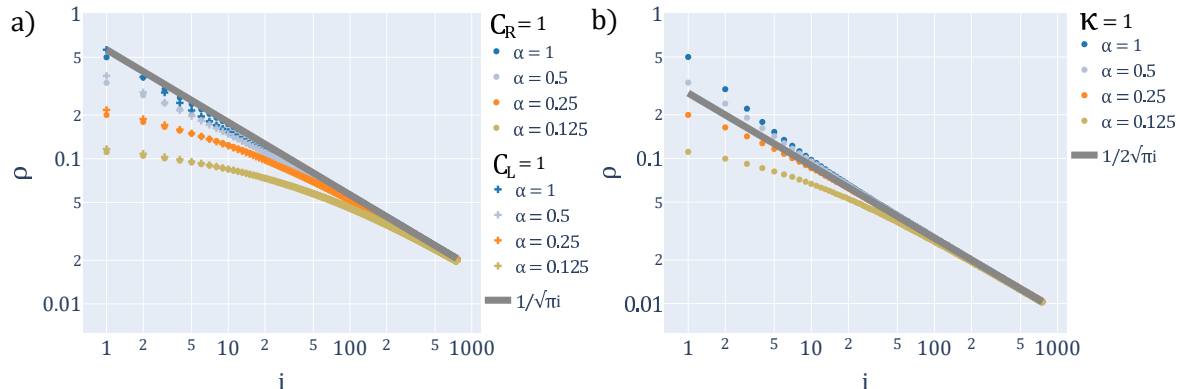 a)
1
5
2
0.1
5
2
0.01
ρ
1
2
5
10
2
5
100
2
5
1000
i
C_R = 1
α = 1
α = 0.5
α = 0.25
α = 0.125
C_L = 1
α = 1
α = 0.5
α = 0.25
α = 0.125
1/√πi
b)
1
5
2
0.1
5
2
0.01
ρ
1
2
5
10
2
5
100
2
5
1000
i
κ = 1
α = 1
α = 0.5
α = 0.25
α = 0.125
1/2√πi